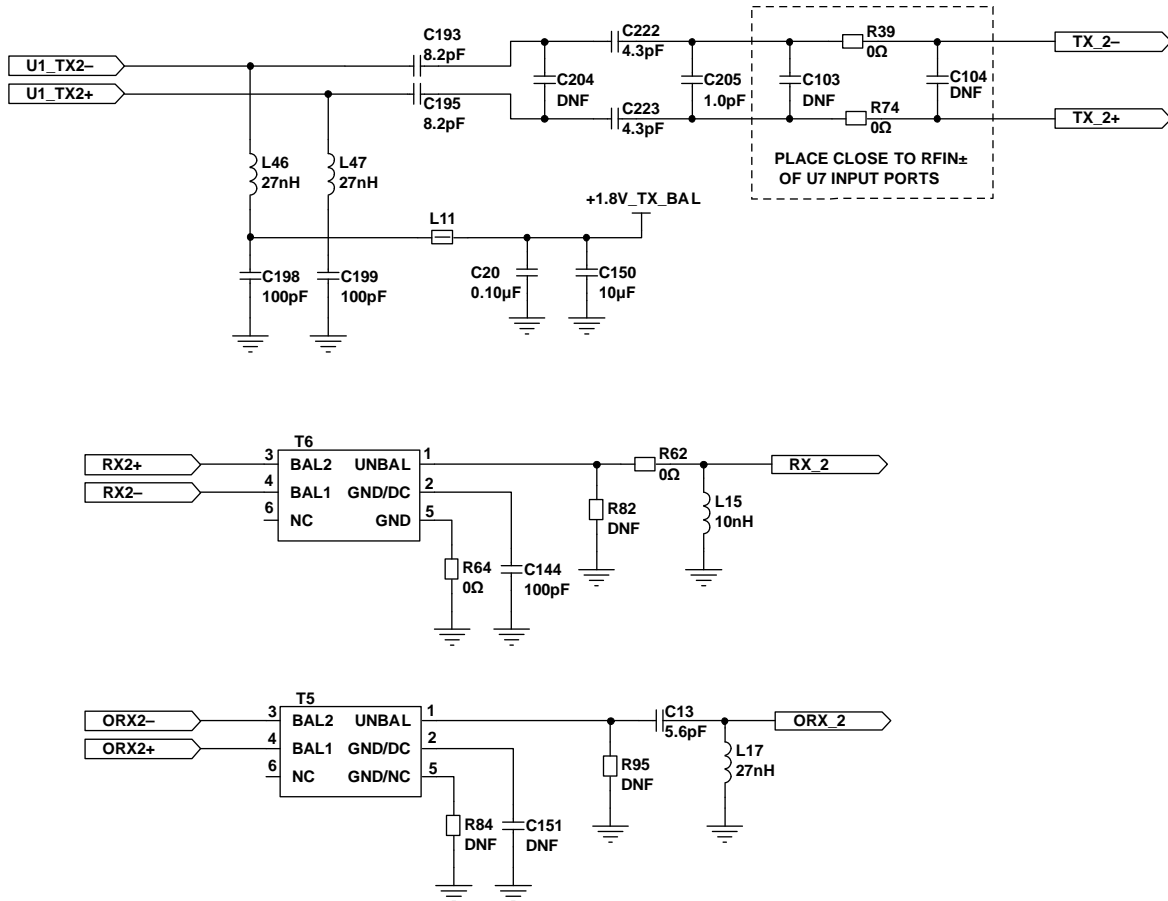 C193
8.2pF
C222
4.3pF
R39
0Ω
U1_TX2–
TX_2–
C204
DNF
C205
1.0pF
C103
DNF
C104
DNF
U1_TX2+
C195
8.2pF
C223
4.3pF
R74
0Ω
TX_2+
PLACE CLOSE TO RFIN±
OF U7 INPUT PORTS
L46
27nH
L47
27nH
+1.8V_TX_BAL
L11
C198
100pF
C199
100pF
C20
0.10µF
C150
10µF
T6
RX2+
3
BAL2
UNBAL
1
R62
0Ω
RX_2
RX2–
4
BAL1
GND/DC
2
6
NC
GND
5
R82
DNF
L15
10nH
R64
0Ω
C144
100pF
T5
ORX2–
3
BAL2
UNBAL
1
C13
5.6pF
ORX_2
ORX2+
4
BAL1
GND/DC
2
6
NC
GND/NC
5
R95
DNF
L17
27nH
R84
DNF
C151
DNF